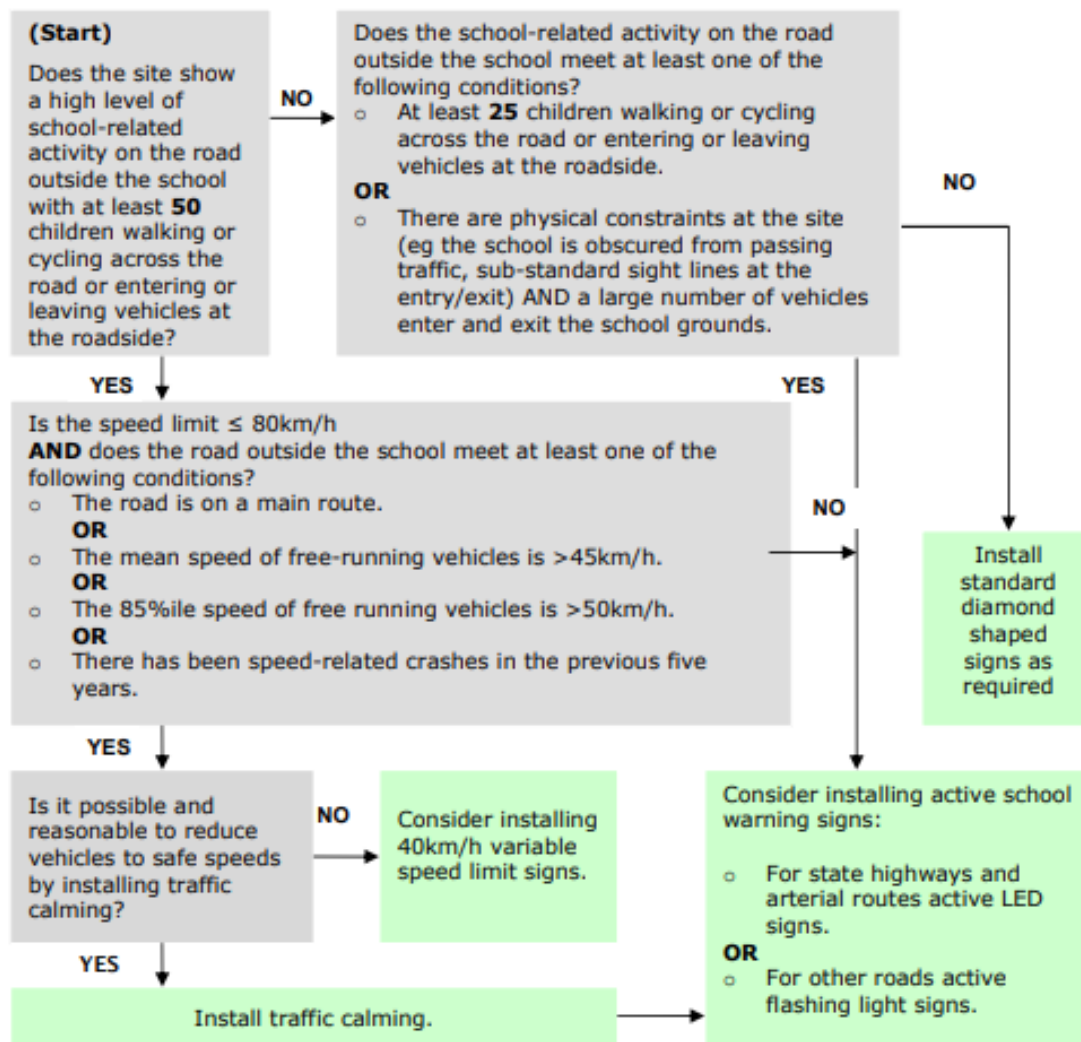 (Start)
Does the site show
a high level of
school-related
activity on the road
outside the school
with at least 50
children walking or
cycling across the
road or entering or
leaving vehicles at
the roadside?
NO
Does the school-related activity on the road
outside the school meet at least one of the
following conditions?
o At least 25 children walking or cycling
across the road or entering or leaving
vehicles at the roadside.
OR
o There are physical constraints at the site
(eg the school is obscured from passing
traffic, sub-standard sight lines at the
entry/exit) AND a large number of vehicles
enter and exit the school grounds.
NO
YES
YES
Is the speed limit ≤ 80km/h
AND does the road outside the school meet at least one of the
following conditions?
o The road is on a main route.
OR
o The mean speed of free-running vehicles is >45km/h.
OR
o The 85%ile speed of free running vehicles is >50km/h.
OR
o There has been speed-related crashes in the previous five
years.
NO
Install
standard
diamond
shaped
signs as
required
YES
Is it possible and
reasonable to reduce
vehicles to safe speeds
by installing traffic
calming?
NO
Consider installing
40km/h variable
speed limit signs.
Consider installing active school
warning signs:
o For state highways and
arterial routes active LED
signs.
OR
o For other roads active
flashing light signs.
YES
Install traffic calming.